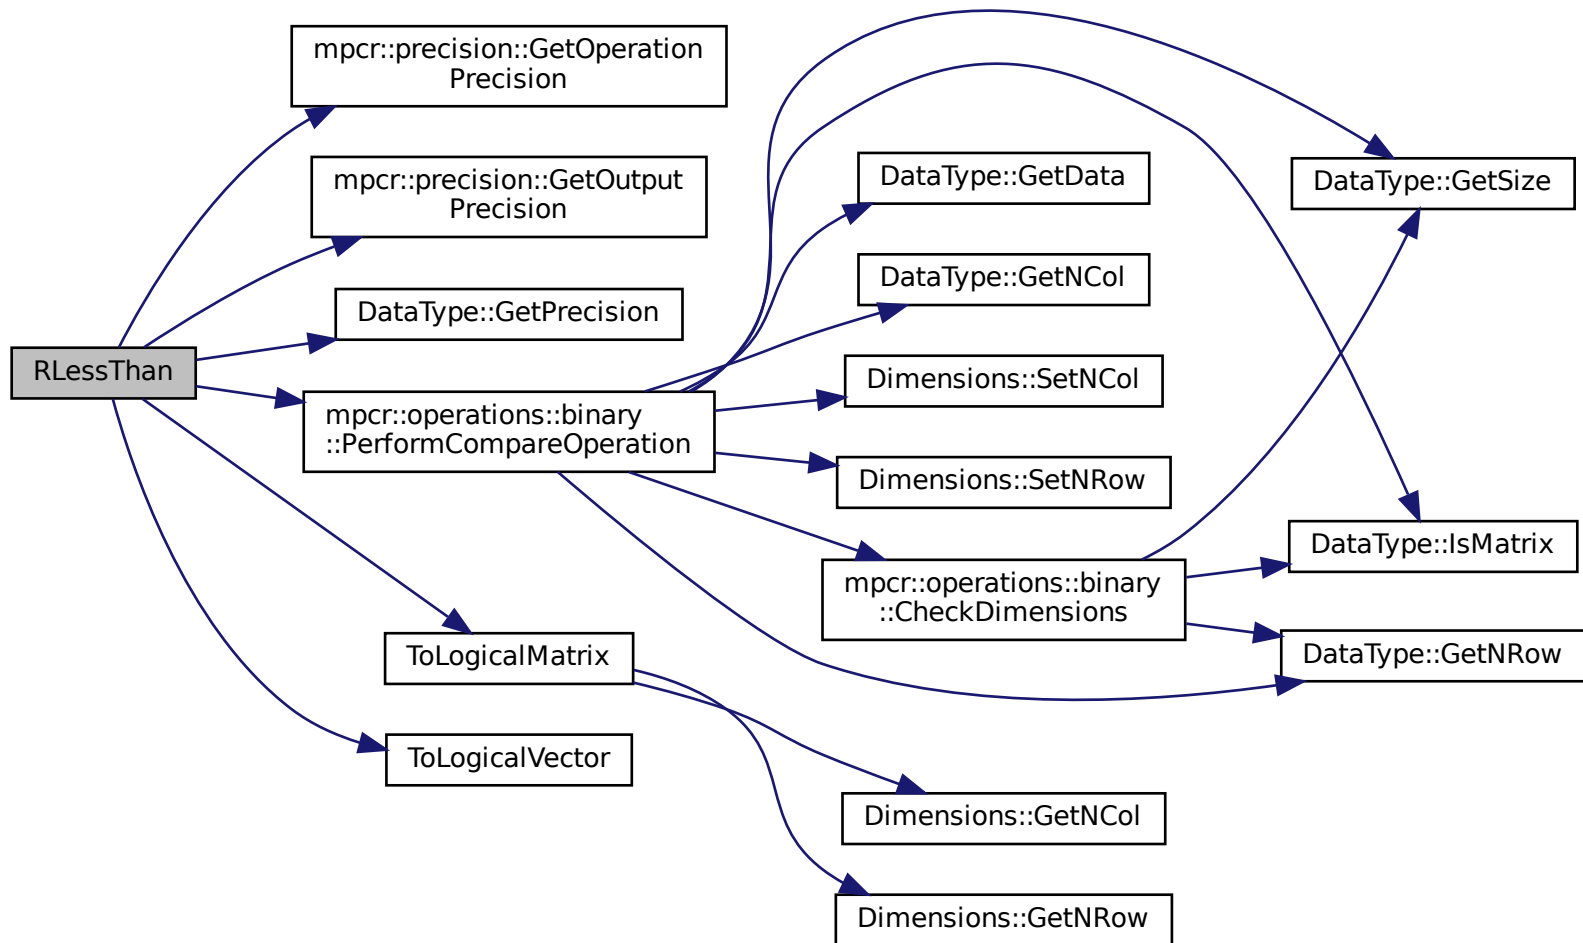 RLessThan
mpcr::precision::GetOperation
Precision
mpcr::precision::GetOutput
Precision
DataType::GetPrecision
mpcr::operations::binary
::PerformCompareOperation
ToLogicalMatrix
ToLogicalVector
DataType::GetData
DataType::GetNCol
Dimensions::SetNCol
Dimensions::SetNRow
mpcr::operations::binary
::CheckDimensions
Dimensions::GetNCol
Dimensions::GetNRow
DataType::GetSize
DataType::IsMatrix
DataType::GetNRow